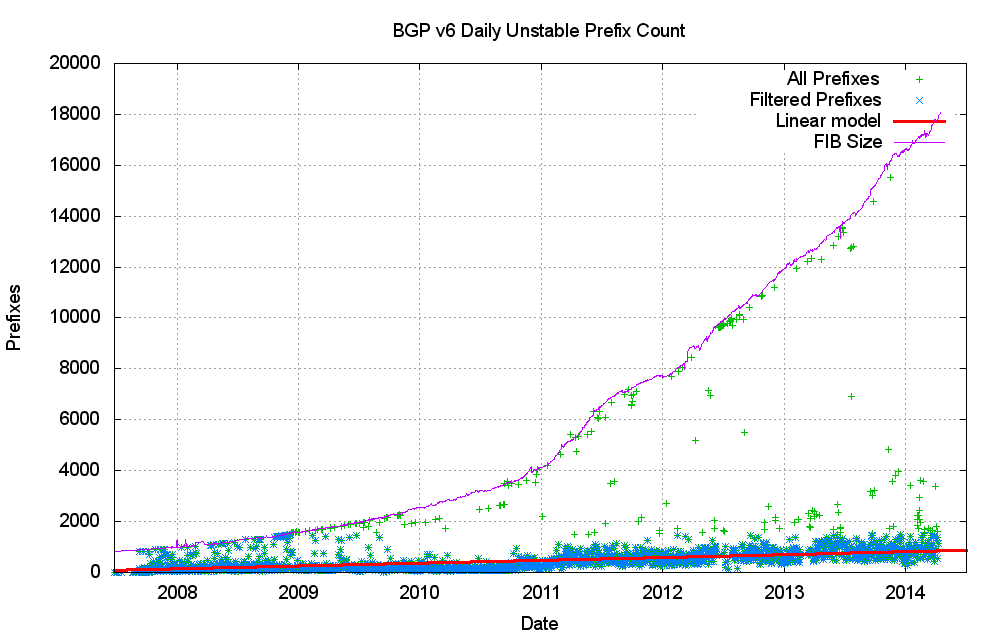 BGP v6 Daily Unstable Prefix Count
20000
18000
16000
14000
12000
10000
8000
6000
4000
2000
0
Prefixes
All Prefixes
Filtered Prefixes
Linear model
FIB Size
2008
2009
2010
2011
2012
2013
2014
Date